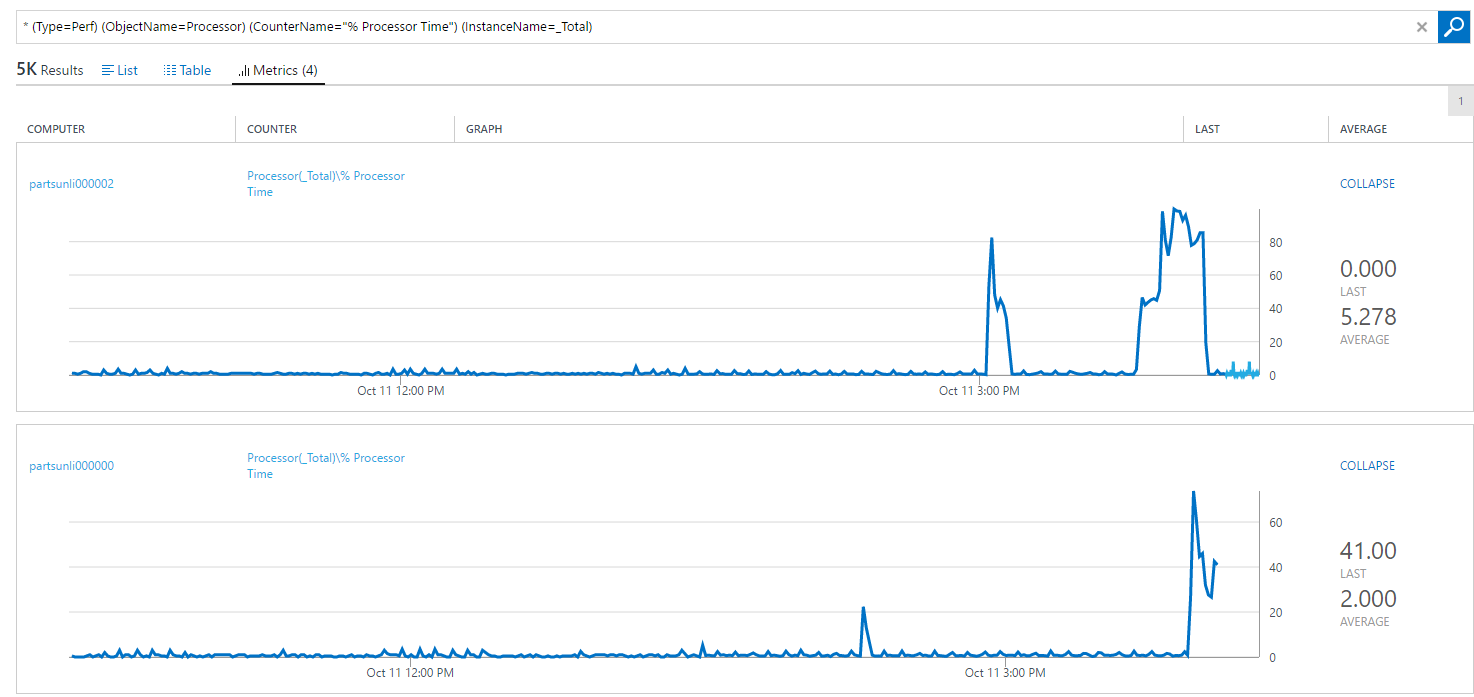 * (Type=Perf) (ObjectName=Processor) (CounterName="% Processor Time") (InstanceName=_Total)
5K Results List Table Metrics (4)
1
COMPUTER COUNTER GRAPH LAST AVERAGE
partsunli000002
Processor(_Total)\% Processor
Time
COLLAPSE
80
60
40
20
0
Oct 11 12:00 PM Oct 11 3:00 PM
0.000
LAST
5.278
AVERAGE
partsunli000000
Processor(_Total)\% Processor
Time
COLLAPSE
60
40
20
0
Oct 11 12:00 PM Oct 11 3:00 PM
41.00
LAST
2.000
AVERAGE